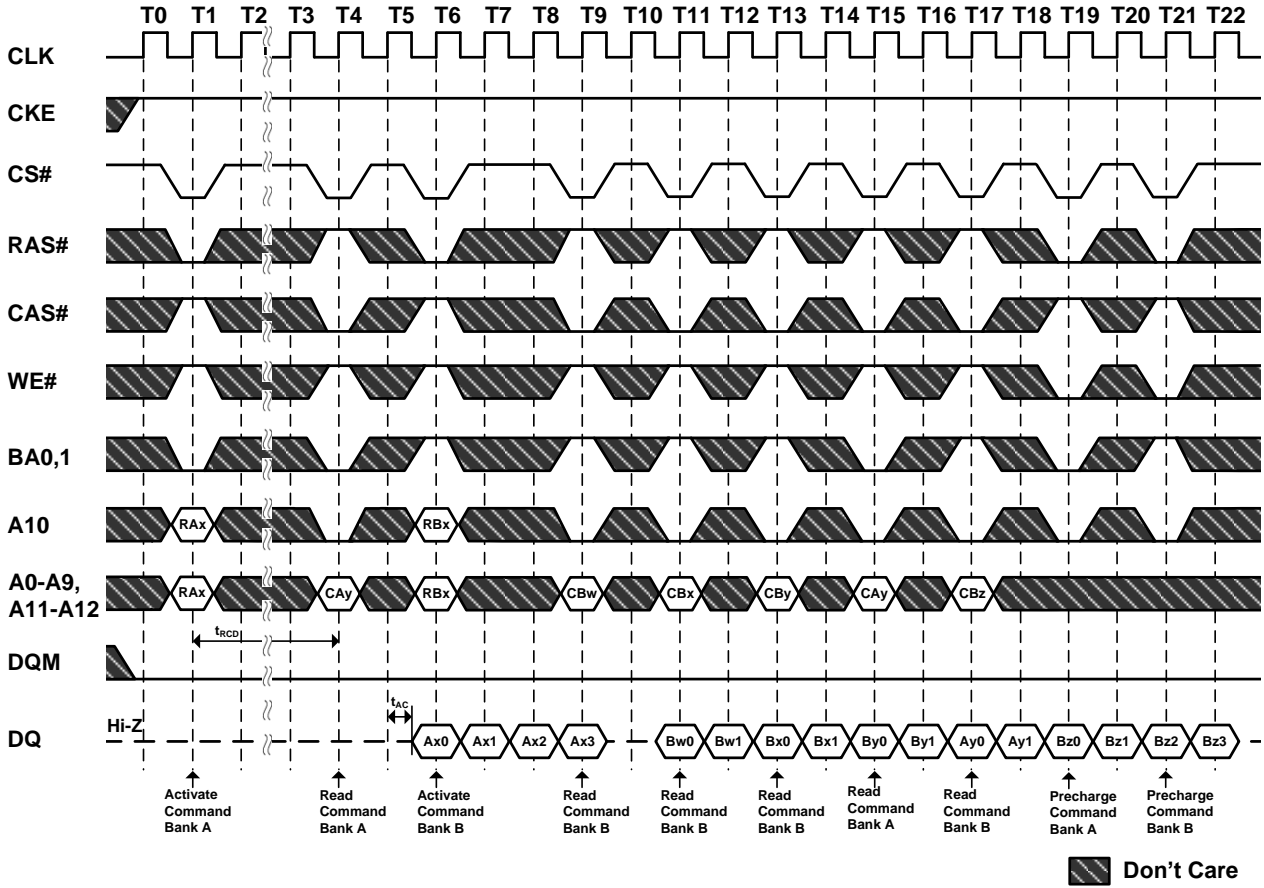 T0 T1 T2 T3 T4 T5 T6 T7 T8 T9 T10 T11 T12 T13 T14 T15 T16 T17 T18 T19 T20 T21 T22
CLK
CKE
CS#
RAS#
CAS#
WE#
BA0,1
A10 RAx RBx
A0-A9,
A11-A12
RAx CAy RBx CBw CBx CBy CAy CBz
tRCD
DQM
tAC
Hi-Z
DQ Ax0 Ax1 Ax2 Ax3 Bw0 Bw1 Bx0 Bx1 By0 By1 Ay0 Ay1 Bz0 Bz1 Bz2 Bz3
Activate
Command
Bank A
Read
Command
Bank A
Activate
Command
Bank B
Read
Command
Bank B
Read
Command
Bank B
Read
Command
Bank B
Read
Command
Bank A
Read
Command
Bank B
Precharge
Command
Bank A
Precharge
Command
Bank B
Don't Care